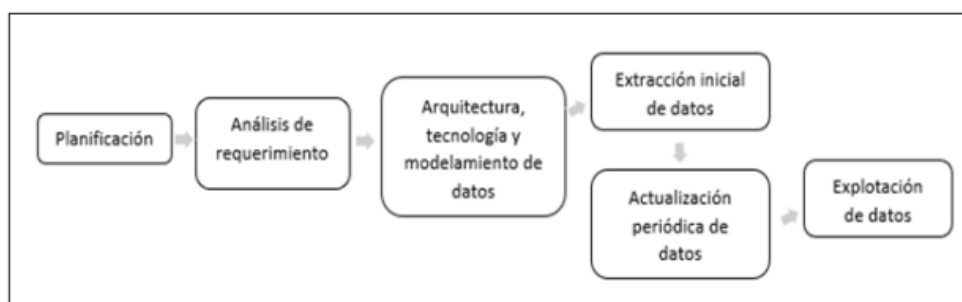 Planificación
Análisis de
requerimiento
Arquitectura,
tecnología y
modelamiento de
datos
Extracción inicial
de datos
Actualización
periódica de
datos
Explotación
de datos